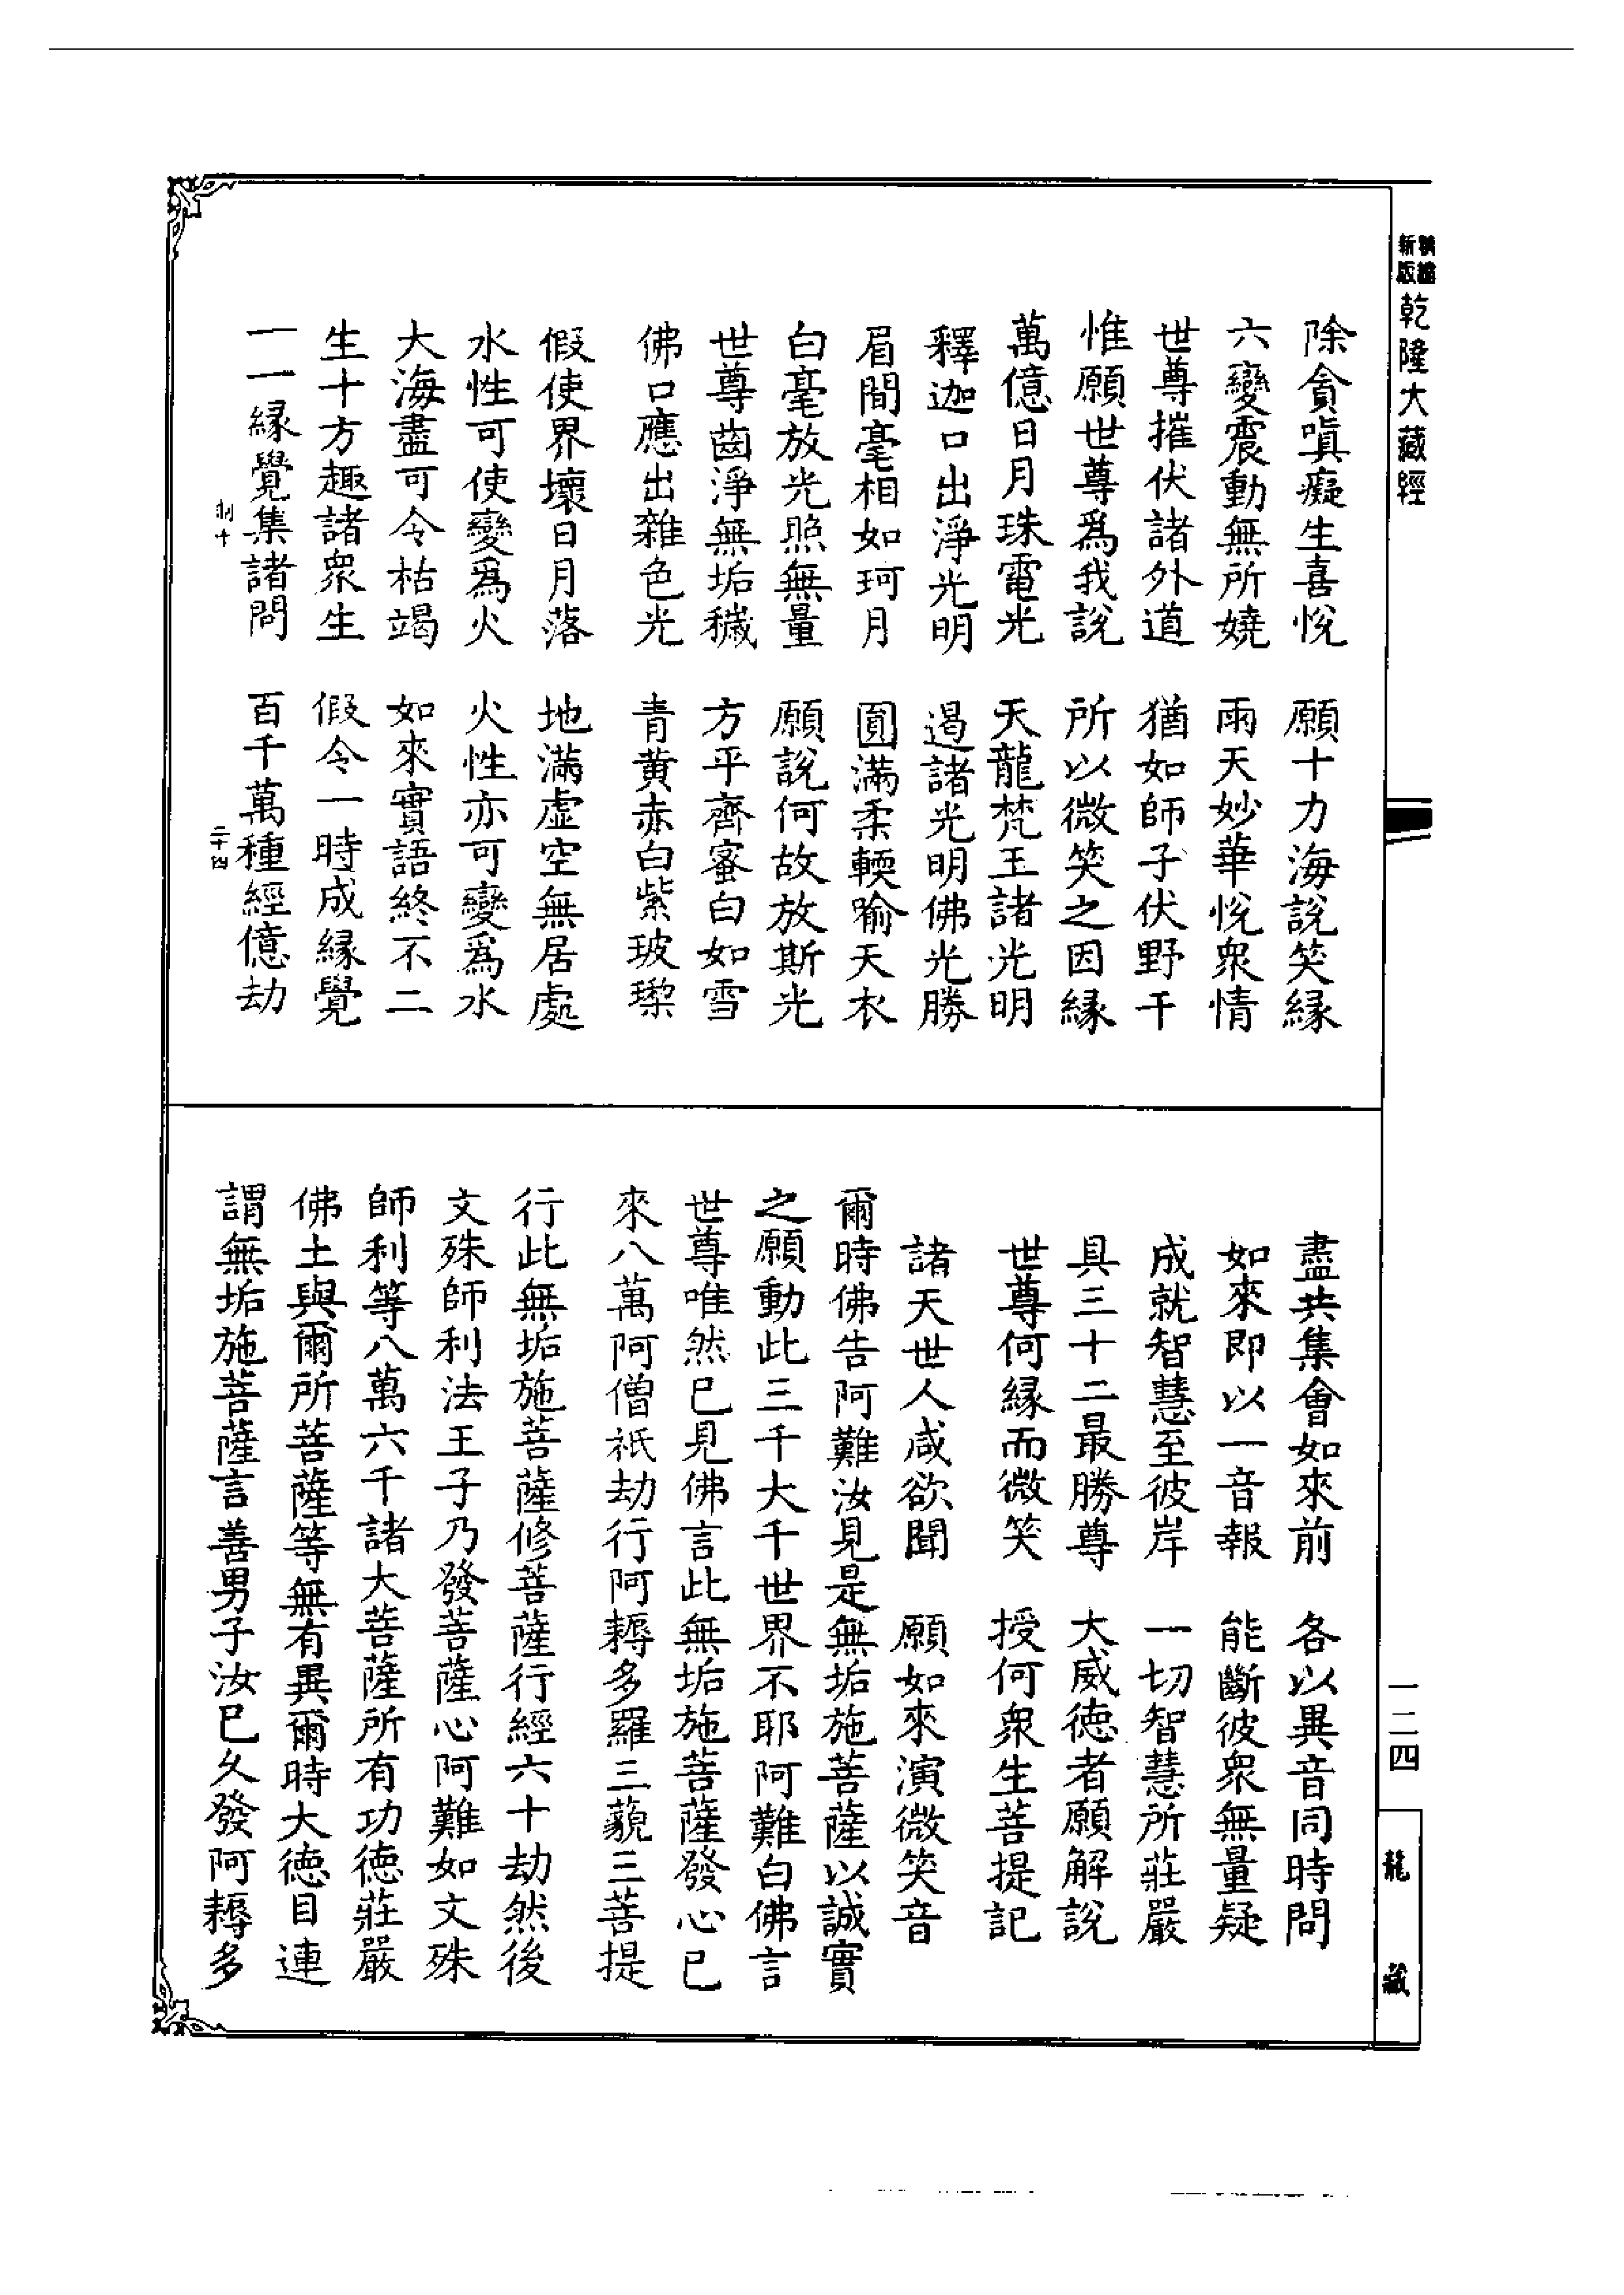 新版 精縮
乾隆大藏經
除貪嗔癡生喜悅 願十力海說笑緣
六變震動無所嬈 雨天妙華悅衆情
世尊摧伏諸外道 猶如師子伏野干
惟願世尊爲我說 所以微笑之因緣
萬億日月珠電光 天龍梵王諸光明
釋迦口出淨光明 遏諸光明佛光勝
眉間毫相如珂月 圓滿柔輭喻天衣
白毫放光照無量 願說何故放斯光
世尊齒淨無垢穢 方平齊蜜白如雪
佛口應出雜色光 青黃赤白紫玻瓈
假使界壞日月落 地滿虛空無居處
水性可使變爲火 火性亦可變爲水
大海盡可令枯竭 如來實語終不二
生十方趣諸衆生 假令一時成緣覺
一一緣覺集諸問 百千萬種經億劫
制十 二十四
盡共集會如來前 各以異音同時問
如來即以一音報 能斷彼衆無量疑
成就智慧至彼岸 一切智慧所莊嚴
具三十二最勝尊 大威德者願解說
世尊何緣而微笑 授何衆生菩提記
諸天世人咸欲聞 願如來演微笑音
爾時佛告阿難汝見是無垢施菩薩以誠實
之願動此三千大千世界不耶阿難白佛言
世尊唯然已見佛言此無垢施菩薩發心已
來八萬阿僧祇劫行阿耨多羅三藐三菩提
行此無垢施菩薩修菩薩行經六十劫然後
文殊師利法王子乃發菩薩心阿難如文殊
師利等八萬六千諸大菩薩所有功德莊嚴
佛土與爾所菩薩等無有異爾時大德目連
謂無垢施菩薩言善男子汝已久發阿耨多
一二四
龍藏